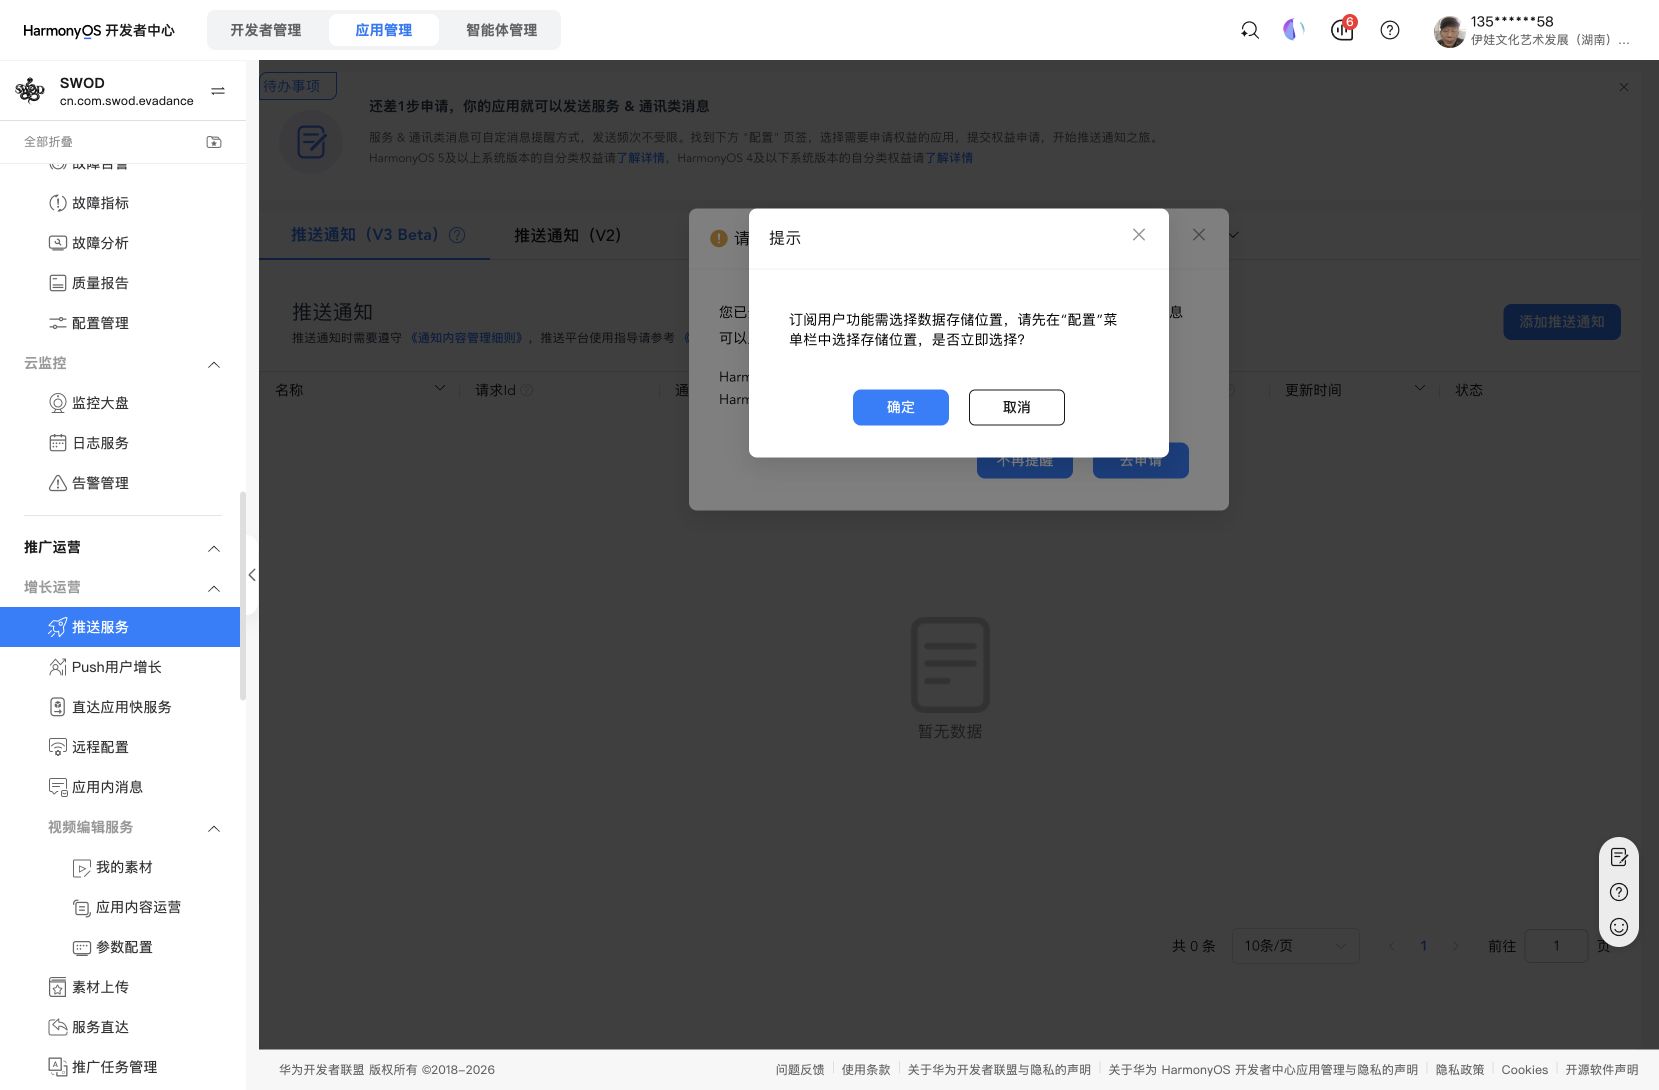 HarmonyOS 开发者中心
开发者管理
应用管理
智能体管理
6
135******58
伊娃文化艺术发展（湖南）...
SWOD
cn.com.swod.evadance
全部折叠
故障告警
故障指标
故障分析
质量报告
配置管理
云监控
监控大盘
日志服务
告警管理
推广运营
增长运营
推送服务
Push用户增长
直达应用快服务
远程配置
应用内消息
视频编辑服务
我的素材
应用内容运营
参数配置
素材上传
服务直达
推广任务管理
待办事项
还差1步申请，你的应用就可以发送服务 & 通讯类消息
服务 & 通讯类消息可自定消息提醒方式，发送频次不受限。找到下方 “配置” 页签，选择需要申请权益的应用，提交权益申请，开始推送通知之旅。
HarmonyOS 5及以上系统版本的自分类权益请了解详情，HarmonyOS 4及以下系统版本的自分类权益请了解详情
推送通知（V3 Beta）
推送通知（V2）
推送通知
推送通知时需要遵守 《通知内容管理细则》，推送平台使用指导请参考 《
添加推送通知
名称
请求Id
通
更新时间
状态
请
您已
息
可以
Harm
Harm
不再提醒
去申请
提示
订阅用户功能需选择数据存储位置，请先在“配置”菜
单栏中选择存储位置，是否立即选择？
确定
取消
暂无数据
共 0 条
10条/页
1
前往
1
页
华为开发者联盟 版权所有 ©2018-2026
问题反馈
使用条款
关于华为开发者联盟与隐私的声明
关于华为 HarmonyOS 开发者中心应用管理与隐私的声明
隐私政策
Cookies
开源软件声明